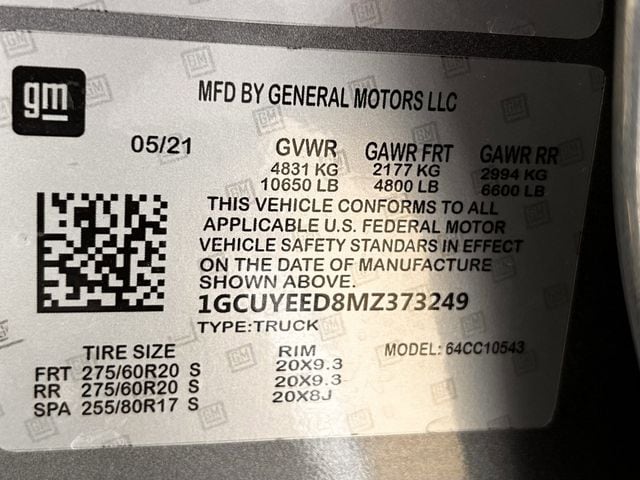 gm
MFD BY GENERAL MOTORS LLC
05/21
GVWR GAWR FRT GAWR RR
4831 KG 2177 KG 2994 KG
10650 LB 4800 LB 6600 LB
THIS VEHICLE CONFORMS TO ALL
APPLICABLE U.S. FEDERAL MOTOR
VEHICLE SAFETY STANDARS IN EFFECT
ON THE DATE OF MANUFACTURE
SHOWN ABOVE.
1GCUYEED8MZ373249
TYPE:TRUCK
TIRE SIZE RIM MODEL: 64CC10543
FRT 275/60R20 S 20X9.3
RR 275/60R20 S 20X9.3
SPA 255/80R17 S 20X8J